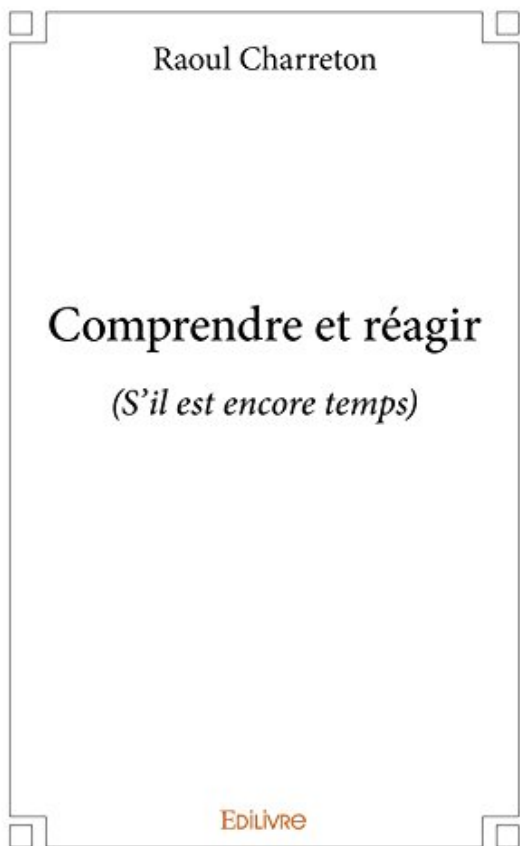 Raoul Charreton
Comprendre et réagir
(S'il est encore temps)
EDILIVRE